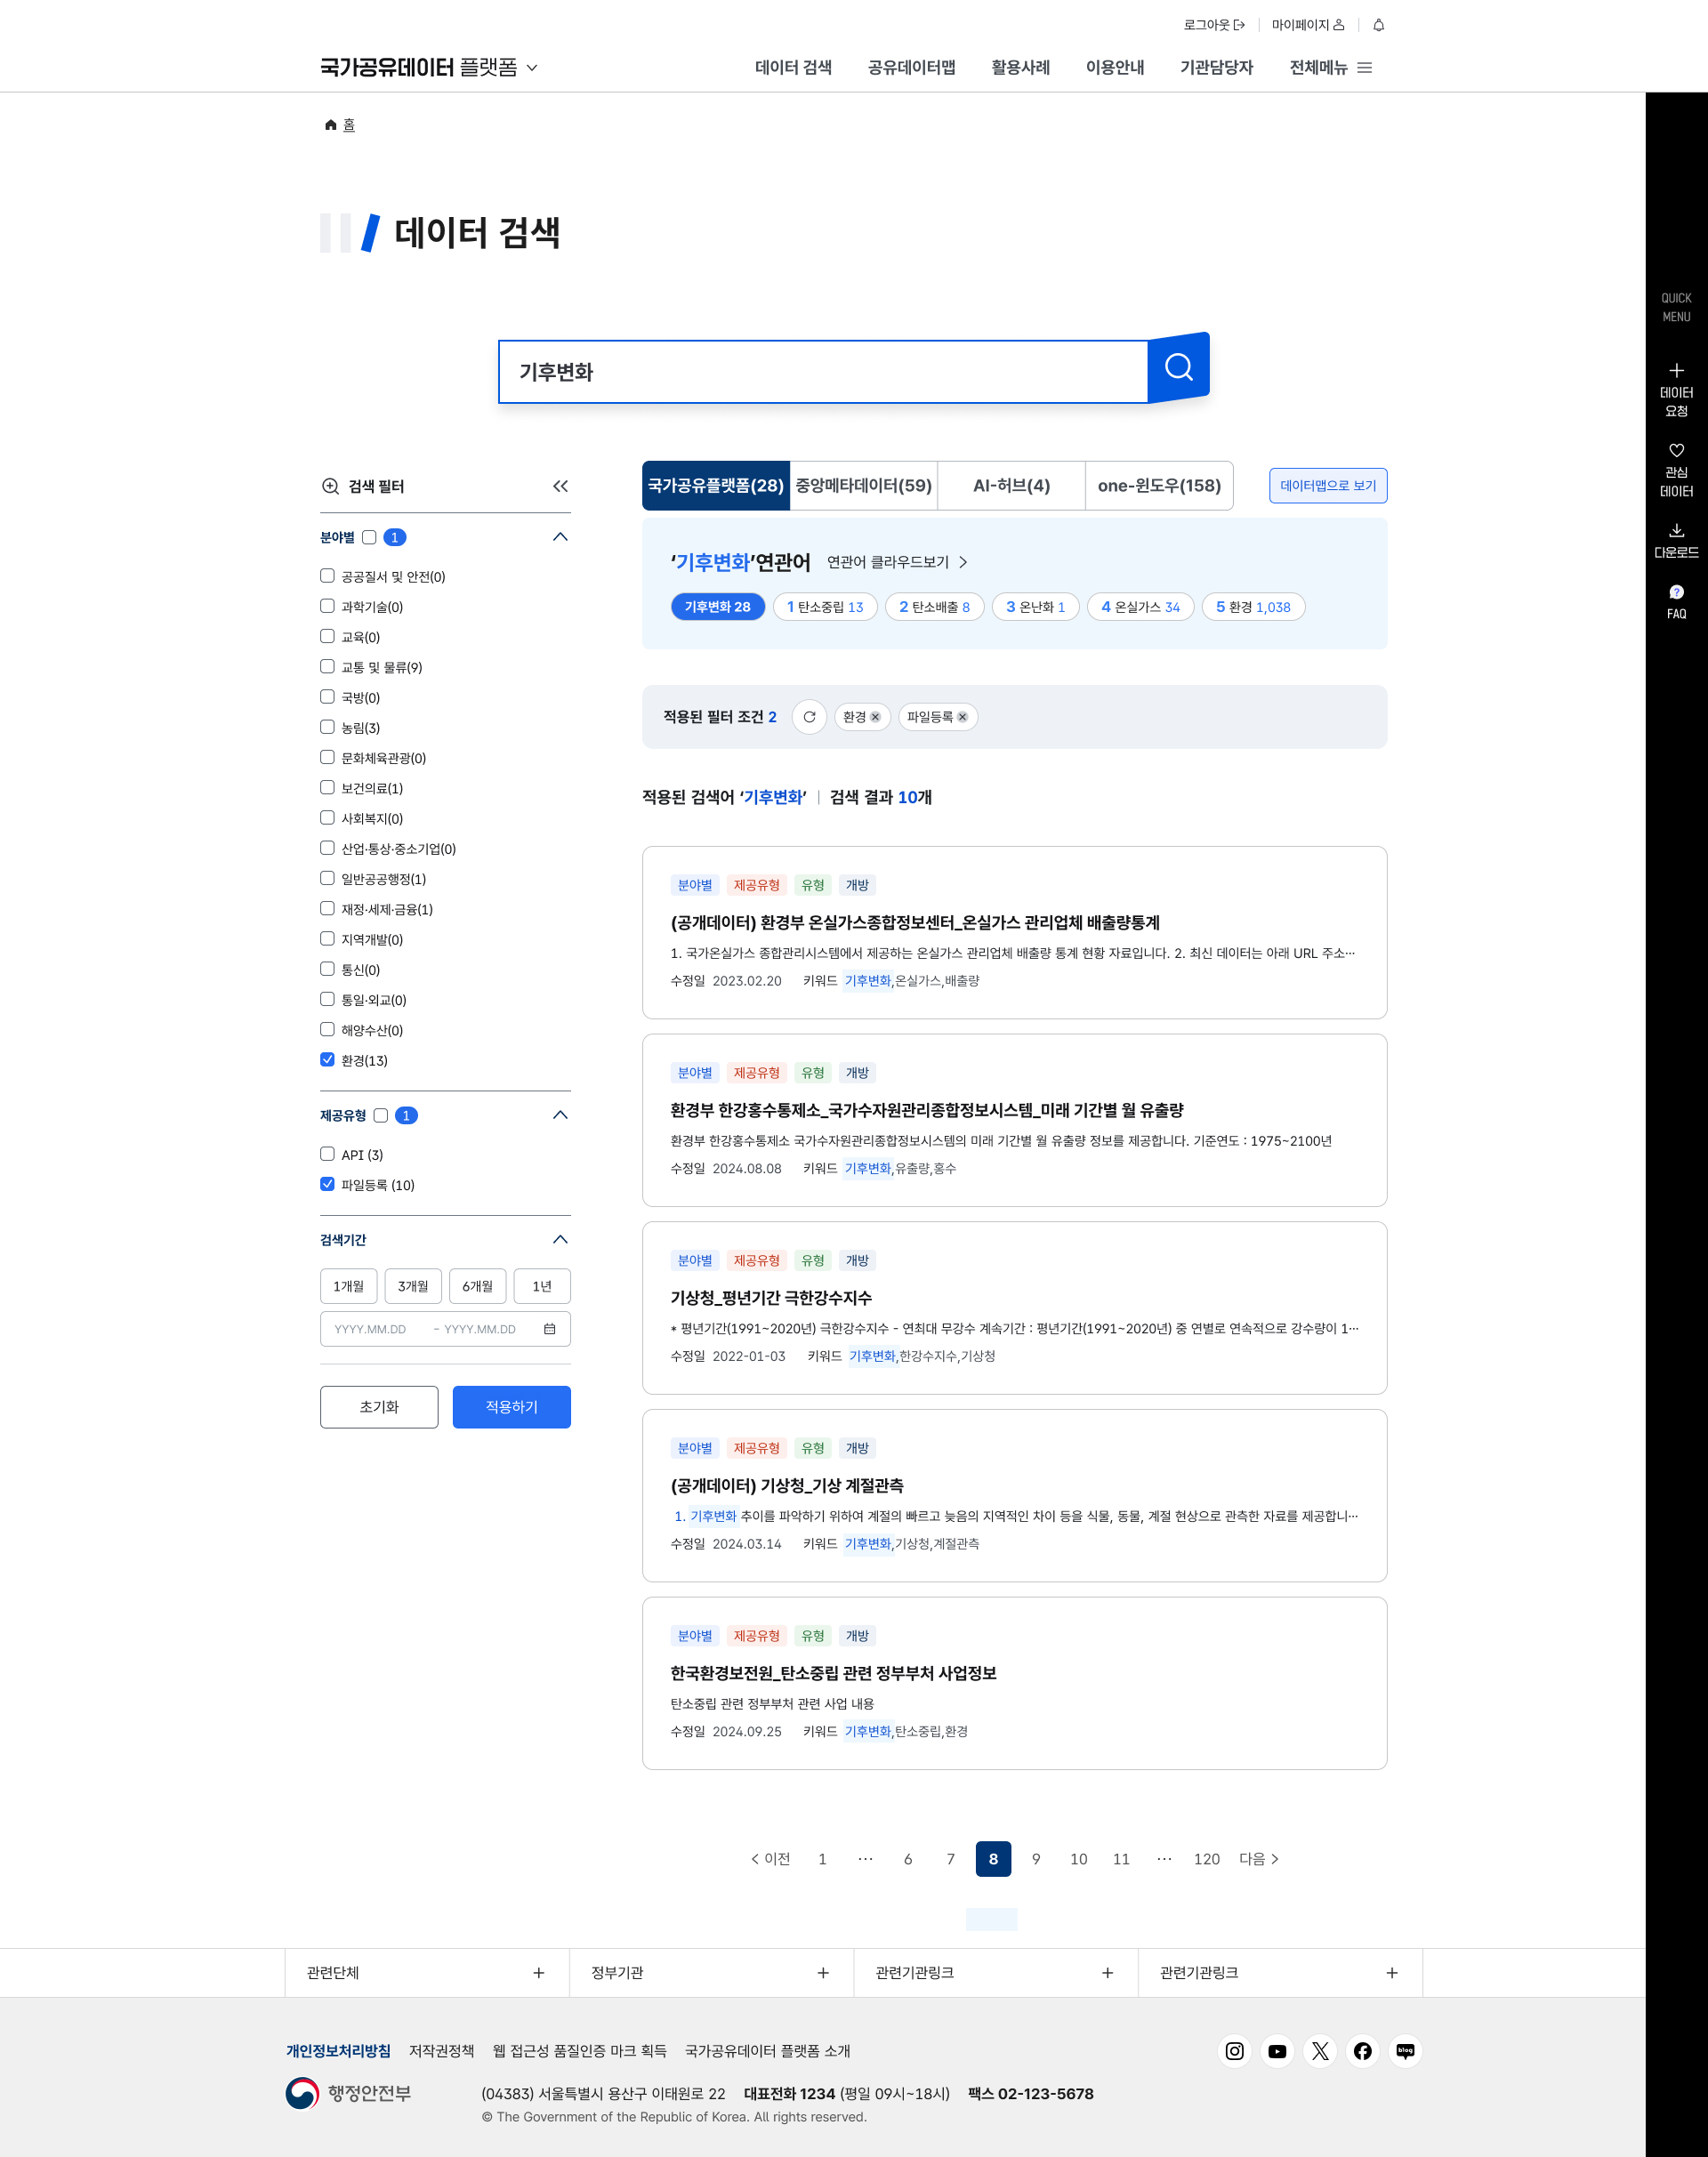 로그아웃 마이페이지
국가공유데이터 플랫폼 데이터 검색 공유데이터맵 활용사례 이용안내 기관담당자 전체메뉴
홈
데이터 검색
기후변화
QUICK
MENU
데이터
요청
관심
데이터
다운로드
FAQ
검색 필터
분야별 1
공공질서 및 안전(0)
과학기술(0)
교육(0)
교통 및 물류(9)
국방(0)
농림(3)
문화체육관광(0)
보건의료(1)
사회복지(0)
산업·통상·중소기업(0)
일반공공행정(1)
재정·세제·금융(1)
지역개발(0)
통신(0)
통일·외교(0)
해양수산(0)
환경(13)
제공유형 1
API (3)
파일등록 (10)
검색기간
1개월 3개월 6개월 1년
YYYY.MM.DD - YYYY.MM.DD
초기화 적용하기
국가공유플랫폼(28) 중앙메타데이터(59) AI-허브(4) one-윈도우(158) 데이터맵으로 보기
‘기후변화’연관어 연관어 클라우드보기
기후변화 28 1 탄소중립 13 2 탄소배출 8 3 온난화 1 4 온실가스 34 5 환경 1,038
적용된 필터 조건 2 환경 파일등록
적용된 검색어 ‘기후변화’ 검색 결과 10개
분야별 제공유형 유형 개방
(공개데이터) 환경부 온실가스종합정보센터_온실가스 관리업체 배출량통계
1. 국가온실가스 종합관리시스템에서 제공하는 온실가스 관리업체 배출량 통계 현황 자료입니다. 2. 최신 데이터는 아래 URL 주소…
수정일 2023.02.20 키워드 기후변화,온실가스,배출량
분야별 제공유형 유형 개방
환경부 한강홍수통제소_국가수자원관리종합정보시스템_미래 기간별 월 유출량
환경부 한강홍수통제소 국가수자원관리종합정보시스템의 미래 기간별 월 유출량 정보를 제공합니다. 기준연도 : 1975~2100년
수정일 2024.08.08 키워드 기후변화,유출량,홍수
분야별 제공유형 유형 개방
기상청_평년기간 극한강수지수
* 평년기간(1991~2020년) 극한강수지수 - 연최대 무강수 계속기간 : 평년기간(1991~2020년) 중 연별로 연속적으로 강수량이 1…
수정일 2022-01-03 키워드 기후변화,한강수지수,기상청
분야별 제공유형 유형 개방
(공개데이터) 기상청_기상 계절관측
1. 기후변화 추이를 파악하기 위하여 계절의 빠르고 늦음의 지역적인 차이 등을 식물, 동물, 계절 현상으로 관측한 자료를 제공합니…
수정일 2024.03.14 키워드 기후변화,기상청,계절관측
분야별 제공유형 유형 개방
한국환경보전원_탄소중립 관련 정부부처 사업정보
탄소중립 관련 정부부처 관련 사업 내용
수정일 2024.09.25 키워드 기후변화,탄소중립,환경
이전 1 … 6 7 8 9 10 11 … 120 다음
관련단체 정부기관 관련기관링크 관련기관링크
개인정보처리방침 저작권정책 웹 접근성 품질인증 마크 획득 국가공유데이터 플랫폼 소개
blog
행정안전부
(04383) 서울특별시 용산구 이태원로 22 대표전화 1234 (평일 09시~18시) 팩스 02-123-5678
© The Government of the Republic of Korea. All rights reserved.